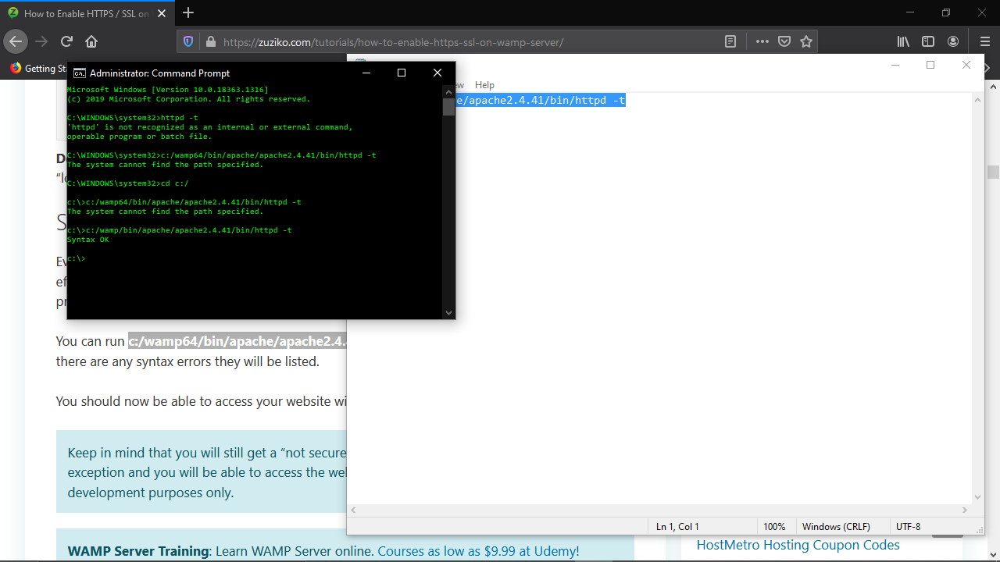 How to Enable HTTPS / SSL on
https://zuziko.com/tutorials/how-to-enable-https-ssl-on-wamp-server/
Getting St
Administrator: Command Prompt
Help
Microsoft Windows [Version 10.0.18363.1316]
(c) 2019 Microsoft Corporation. All rights reserved.
C:\WINDOWS\system32>httpd -t
'httpd' is not recognized as an internal or external command,
operable program or batch file.
C:\WINDOWS\system32>c:/wamp64/bin/apache/apache2.4.41/bin/httpd -t
The system cannot find the path specified.
C:\WINDOWS\system32>cd c:/
c:\>c:/wamp64/bin/apache/apache2.4.41/bin/httpd -t
The system cannot find the path specified.
c:\>c:/wamp/bin/apache/apache2.4.41/bin/httpd -t
Syntax OK
c:\>
e/apache2.4.41/bin/httpd -t
D
S
Ev
ef
pr
You can run c:/wamp64/bin/apache/apache2.4.
there are any syntax errors they will be listed.
You should now be able to access your website wi
Keep in mind that you will still get a “not secure
exception and you will be able to access the we
development purposes only.
WAMP Server Training: Learn WAMP Server online. Courses as low as $9.99 at Udemy!
Ln 1, Col 1
100%
Windows (CRLF)
UTF-8
HostMetro Hosting Coupon Codes